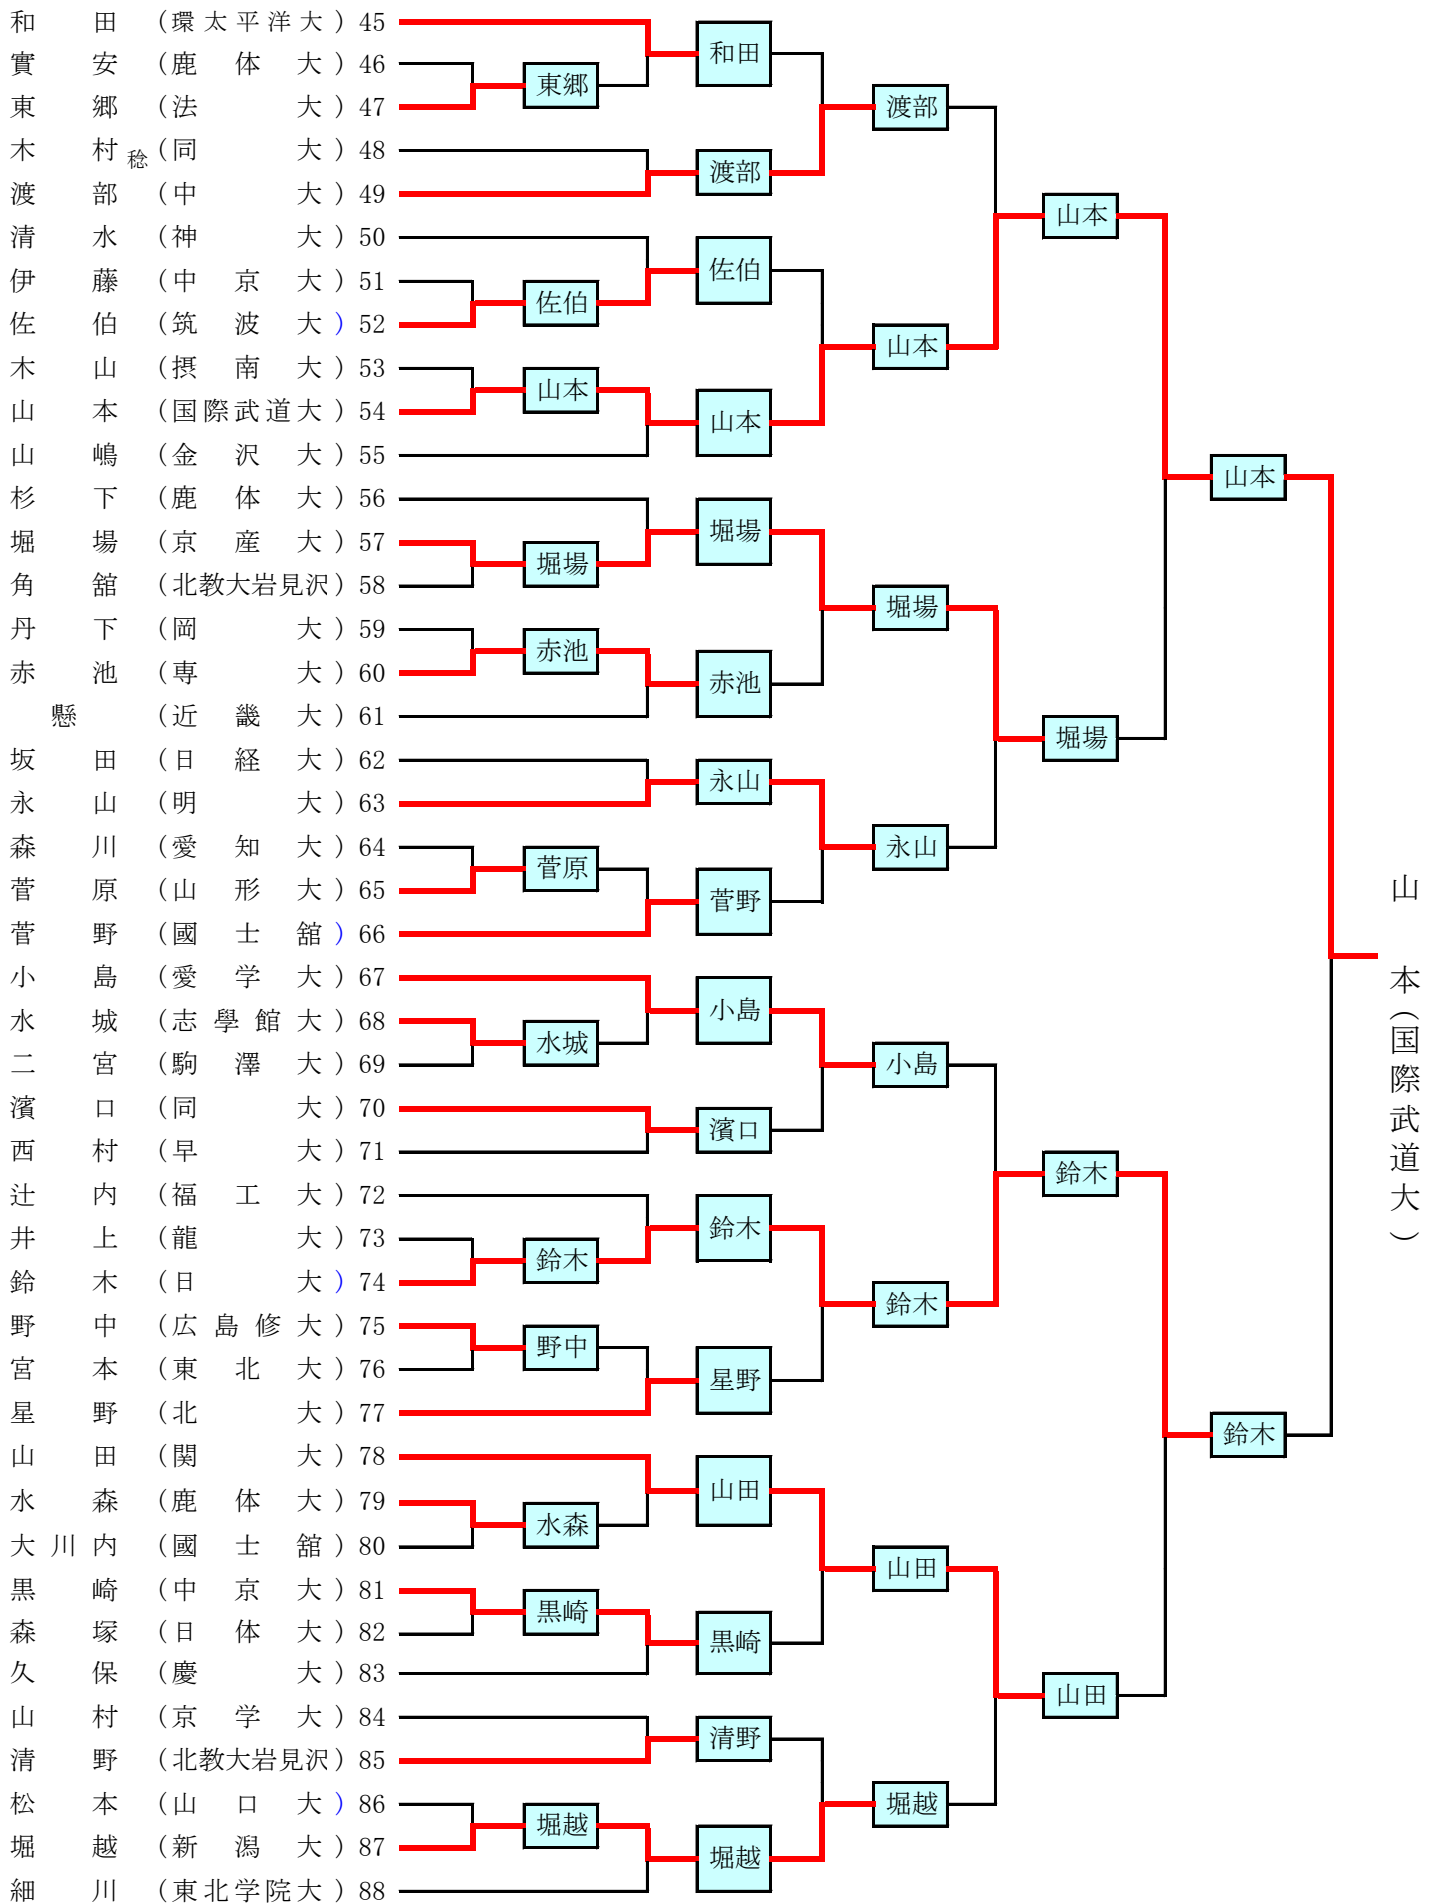 和田（環太平洋大）45
實安（鹿体大）46
東郷（法大）47
木村稔（同大）48
渡部（中大）49
清水（神大）50
伊藤（中京大）51
佐伯（筑波大）52
木山（摂南大）53
山本（国際武道大）54
山嶋（金沢大）55
杉下（鹿体大）56
堀場（京産大）57
角舘（北教大岩見沢）58
丹下（岡大）59
赤池（専大）60
懸（近畿大）61
坂田（日経大）62
永山（明大）63
森川（愛知大）64
菅原（山形大）65
菅野（國士舘）66
小島（愛学大）67
水城（志學館大）68
二宮（駒澤大）69
濱口（同大）70
西村（早大）71
辻内（福工大）72
井上（龍大）73
鈴木（日大）74
野中（広島修大）75
宮本（東北大）76
星野（北大）77
山田（関大）78
水森（鹿体大）79
大川内（國士舘）80
黒崎（中京大）81
森塚（日体大）82
久保（慶大）83
山村（京学大）84
清野（北教大岩見沢）85
松本（山口大）86
堀越（新潟大）87
細川（東北学院大）88
東郷
佐伯
山本
堀場
赤池
菅原
水城
鈴木
野中
水森
黒崎
堀越
和田
渡部
佐伯
山本
堀場
赤池
永山
菅野
小島
濱口
鈴木
星野
山田
黒崎
清野
堀越
渡部
山本
堀場
永山
小島
鈴木
山田
堀越
山本
堀場
鈴木
山田
山本
鈴木
山本（国際武道大）